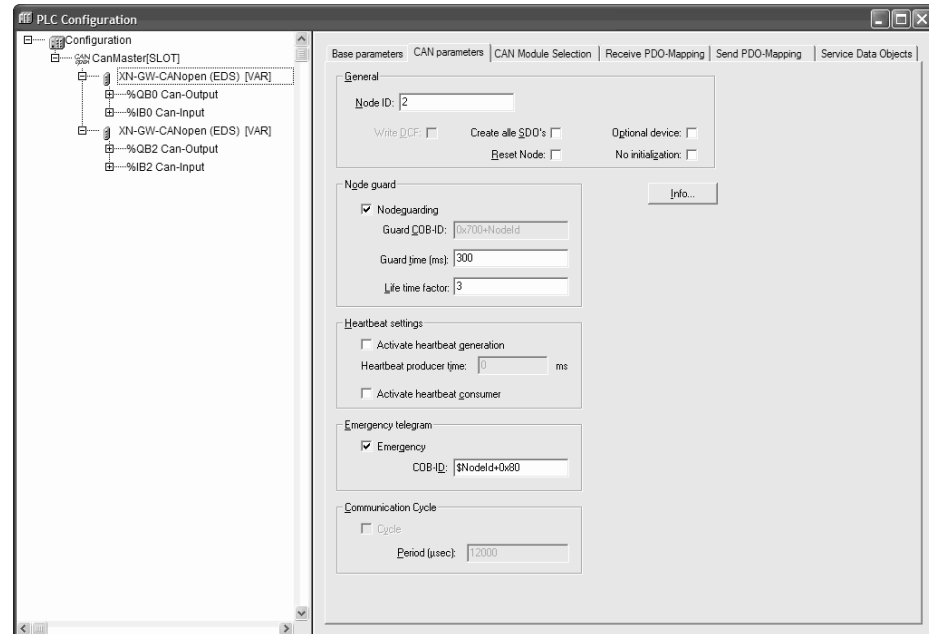 PLC Configuration
Configuration
CAN open CanMaster[SLOT]
XN-GW-CANopen (EDS) [VAR]
%QB0 Can-Output
%IB0 Can-Input
XN-GW-CANopen (EDS) [VAR]
%QB2 Can-Output
%IB2 Can-Input
Base parameters CAN parameters CAN Module Selection Receive PDO-Mapping Send PDO-Mapping Service Data Objects
General
Node ID: 2
Write DCF: Create alle SDO's Optional device:
Reset Node: No initialization:
Info...
Node guard
Nodeguarding
Guard COB-ID: 0x700+NodeId
Guard time (ms): 300
Life time factor: 3
Heartbeat settings
Activate heartbeat generation
Heartbeat producer time: 0 ms
Activate heartbeat consumer
Emergency telegram
Emergency
COB-ID: $NodeId+0x80
Communication Cycle
Cycle
Period (µsec): 12000